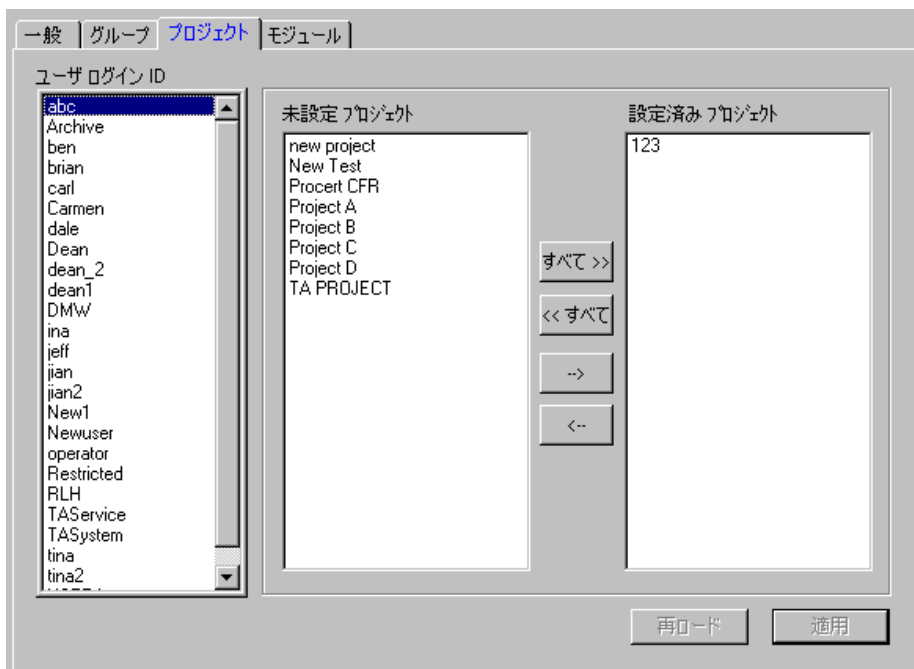 一般 グループ プロジェクト モジュール
ユーザ ログイン ID
abc
Archive
ben
brian
carl
Carmen
dale
Dean
dean_2
dean1
DMW
ina
jeff
jian
jian2
New1
Newuser
operator
Restricted
RLH
TAService
TASystem
tina
tina2
未設定 プロジェクト
new project
New Test
Procert CFR
Project A
Project B
Project C
Project D
TA PROJECT
すべて >>
<< すべて
-->
<--
設定済み プロジェクト
123
再ロード 適用